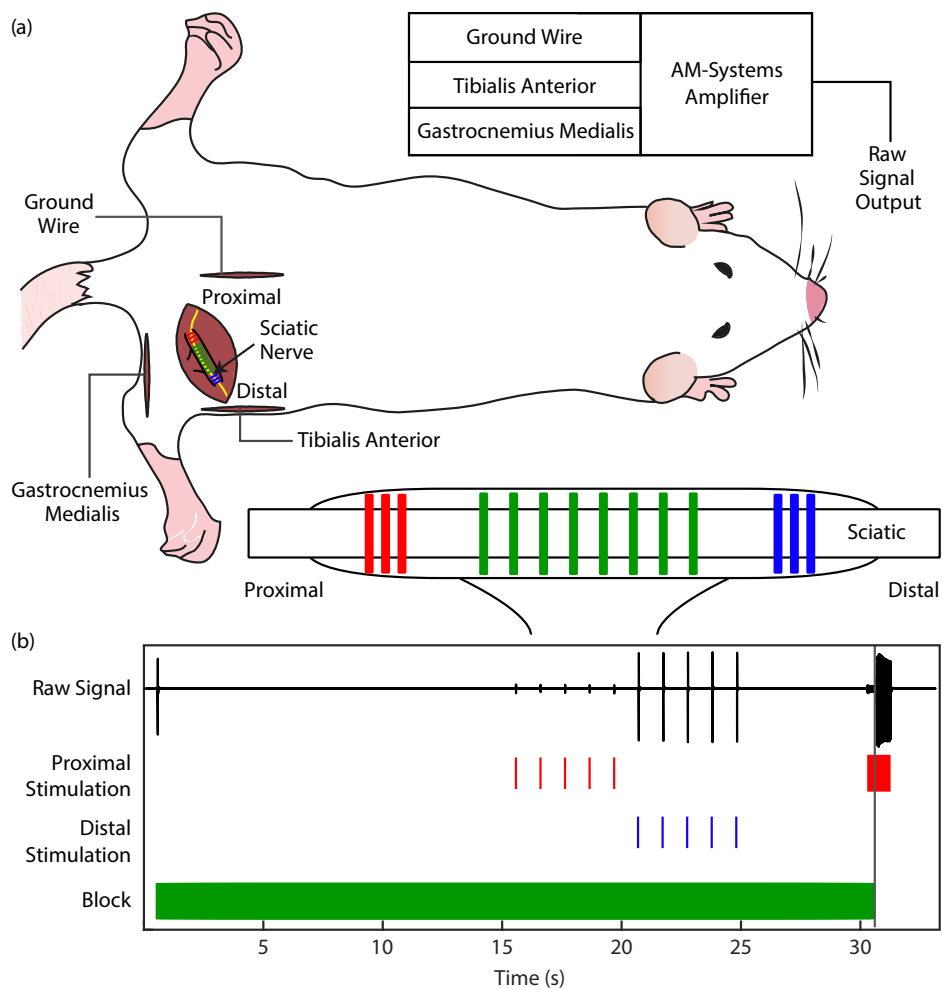 (a)
Ground Wire
Tibialis Anterior
Gastrocnemius Medialis
AM-Systems
Amplifier
Raw
Signal
Output
Ground
Wire
Proximal
Sciatic
Nerve
Distal
Tibialis Anterior
Gastrocnemius
Medialis
Sciatic
Proximal
Distal
(b)
Raw Signal
Proximal
Stimulation
Distal
Stimulation
Block
5 10 15 20 25 30
Time (s)